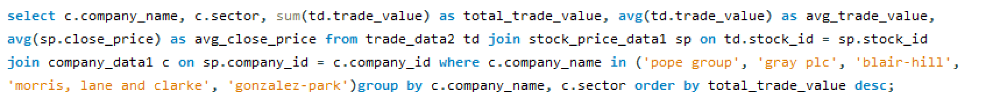 select c.company_name, c.sector, sum(td.trade_value) as total_trade_value, avg(td.trade_value) as avg_trade_value,
avg(sp.close_price) as avg_close_price from trade_data2 td join stock_price_data1 sp on td.stock_id = sp.stock_id
join company_data1 c on sp.company_id = c.company_id where c.company_name in ('pope group', 'gray plc', 'blair-hill',
'morris, lane and clarke', 'gonzalez-park')group by c.company_name, c.sector order by total_trade_value desc;